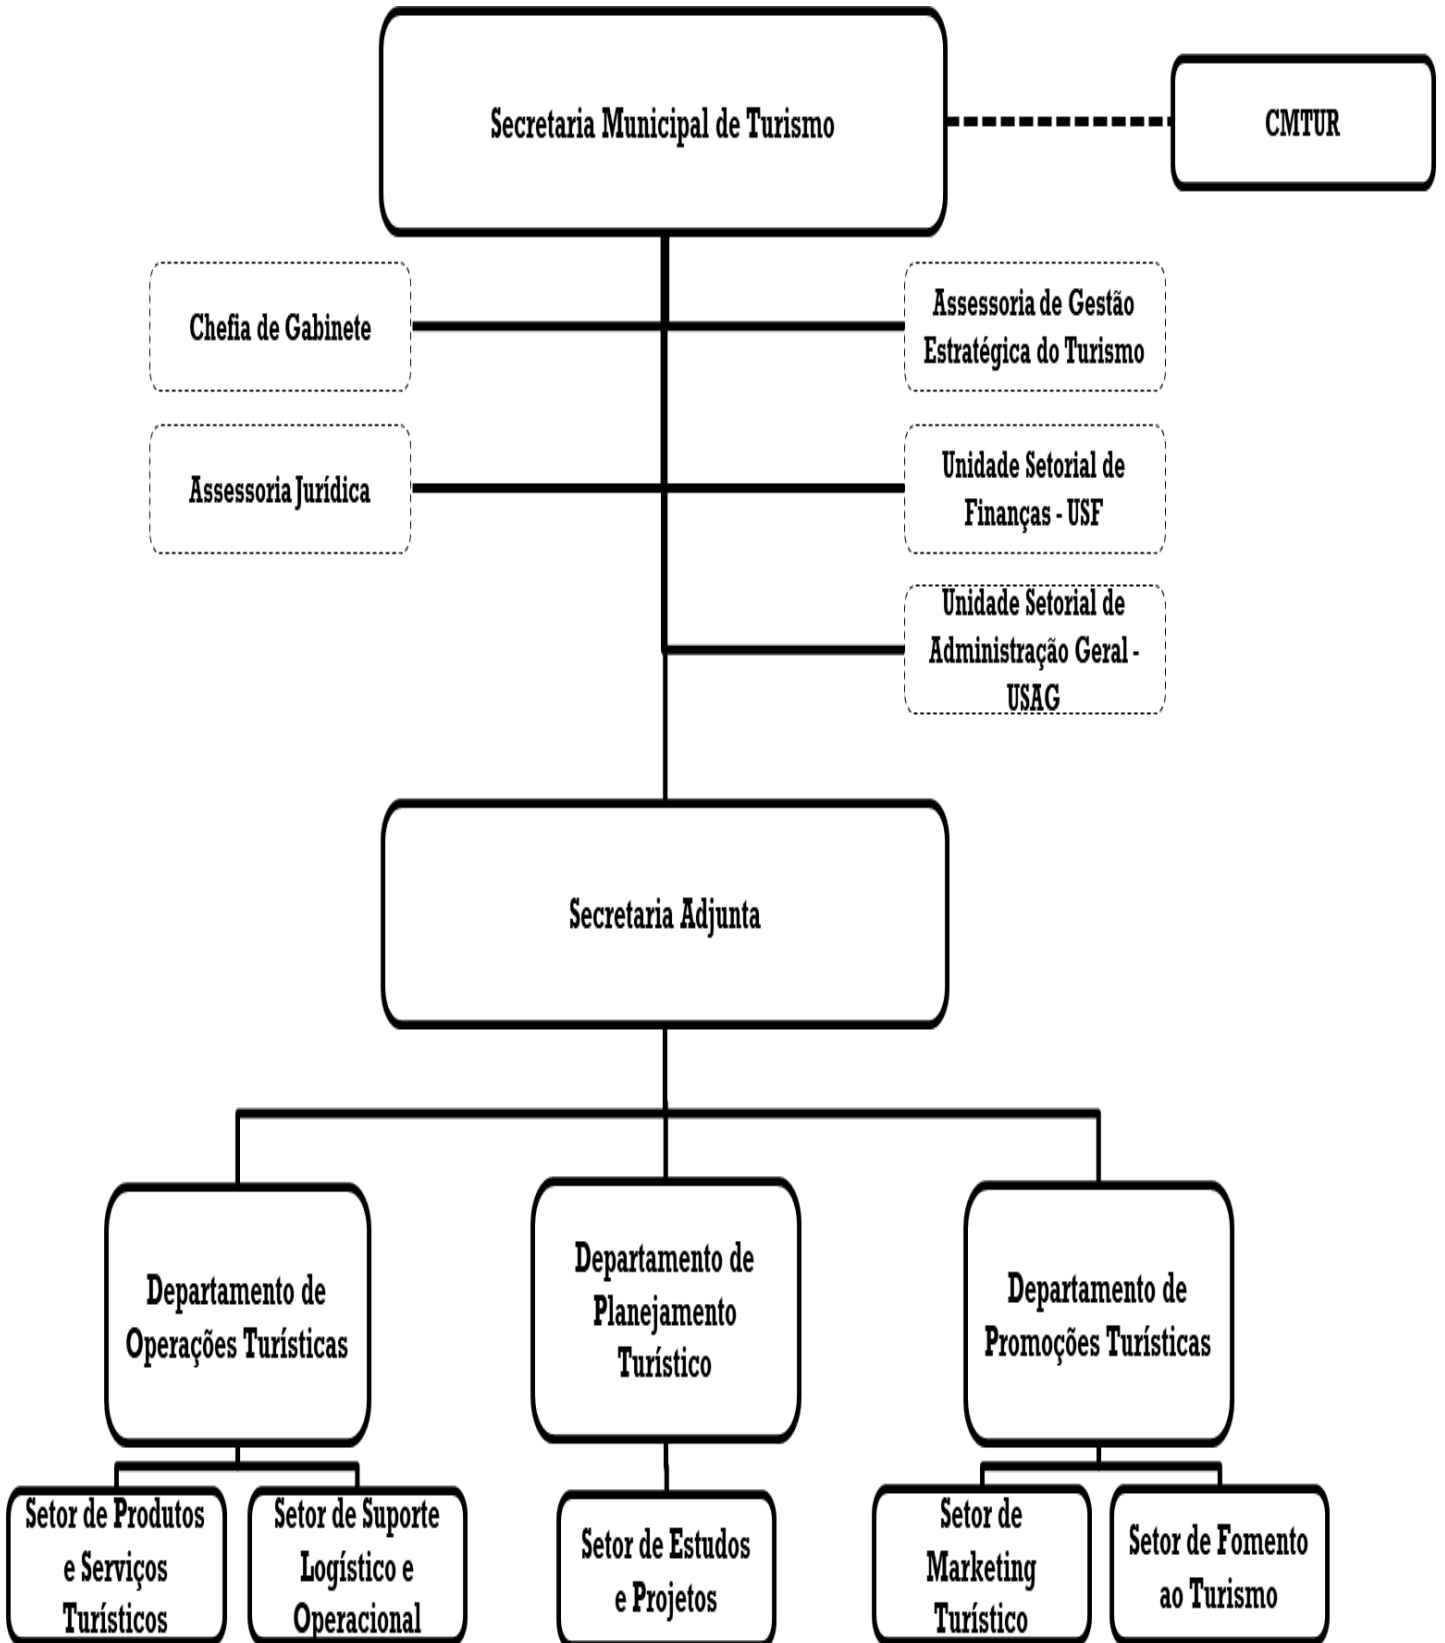 Secretaria Municipal de Turismo
CMTUR
Chefia de Gabinete
Assessoria de Gestão
Estratégica do Turismo
Assessoria Jurídica
Unidade Setorial de
Finanças - USF
Unidade Setorial de
Administração Geral -
USAG
Secretaria Adjunta
Departamento de
Operações Turísticas
Departamento de
Planejamento
Turístico
Departamento de
Promoções Turísticas
Setor de Produtos
e Serviços
Turísticos
Setor de Suporte
Logístico e
Operacional
Setor de Estudos
e Projetos
Setor de
Marketing
Turístico
Setor de Fomento
ao Turismo